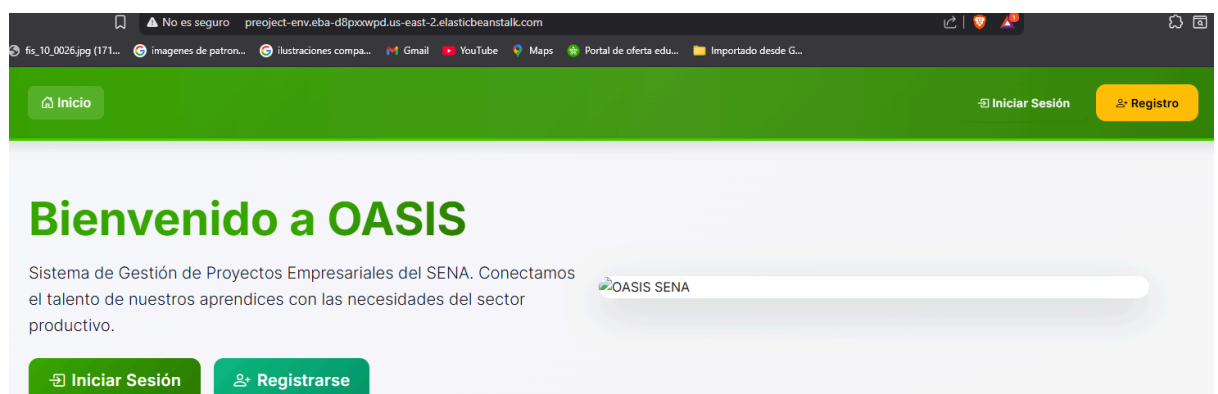 No es seguro preoject-env.eba-d8pxxwpd.us-east-2.elasticbeanstalk.com
fis_10_0026.jpg (171... imagenes de patron... ilustraciones compa... Gmail YouTube Maps Portal de oferta edu... Importado desde G...
Inicio Iniciar Sesión Registro
Bienvenido a OASIS
Sistema de Gestión de Proyectos Empresariales del SENA. Conectamos
el talento de nuestros aprendices con las necesidades del sector
productivo.
OASIS SENA
Iniciar Sesión Registrarse